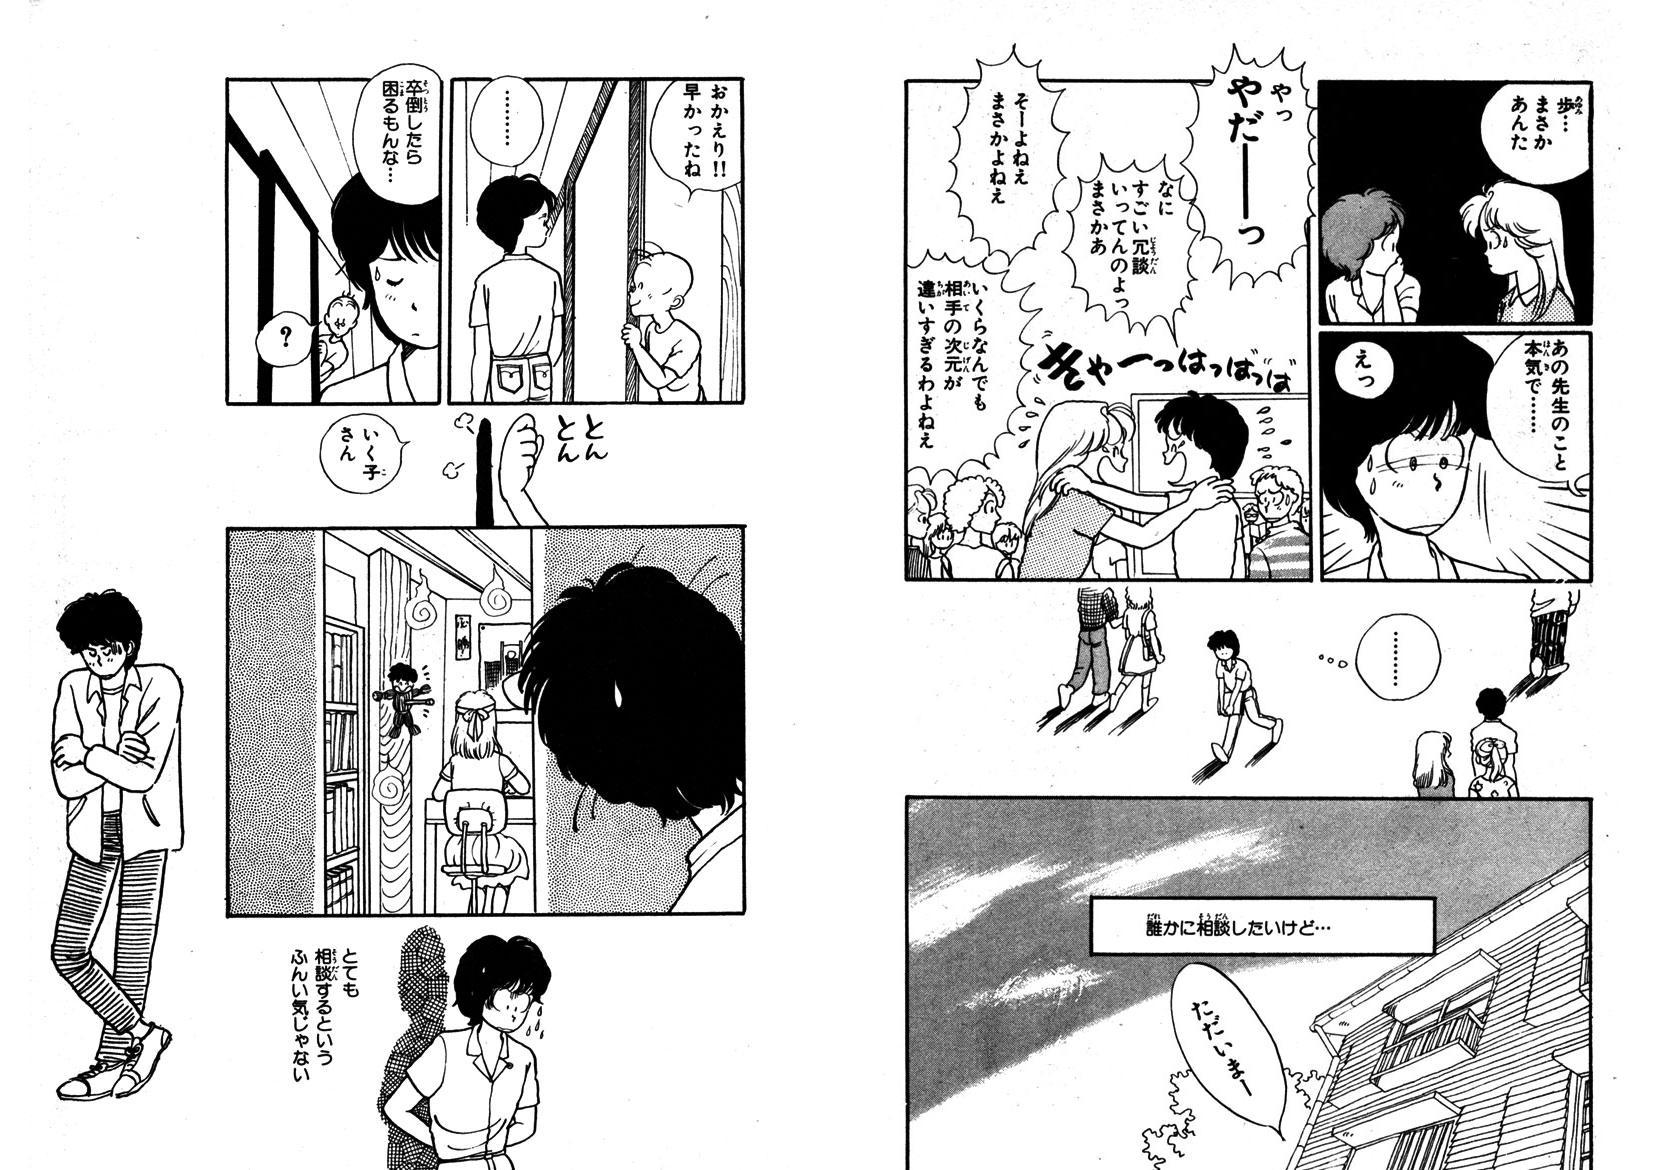 歩…
まさか
あんた
あの先生のこと
本気で……
えっ
やっ
やだーーっ
なに
すごい冗談
いってんのよっ
まさかあ
そーよねえ
まさかよねえ
いくらなんでも
相手の次元が
違いすぎるわよねえ
きゃーっはっはっはっは
………
誰かに相談したいけど…
ただいまー
おかえり!!
早かったね
………
卒倒したら
困るもんな…
?
とん
とん
いく子
さん
必勝
とても
相談するという
ふんい気じゃない